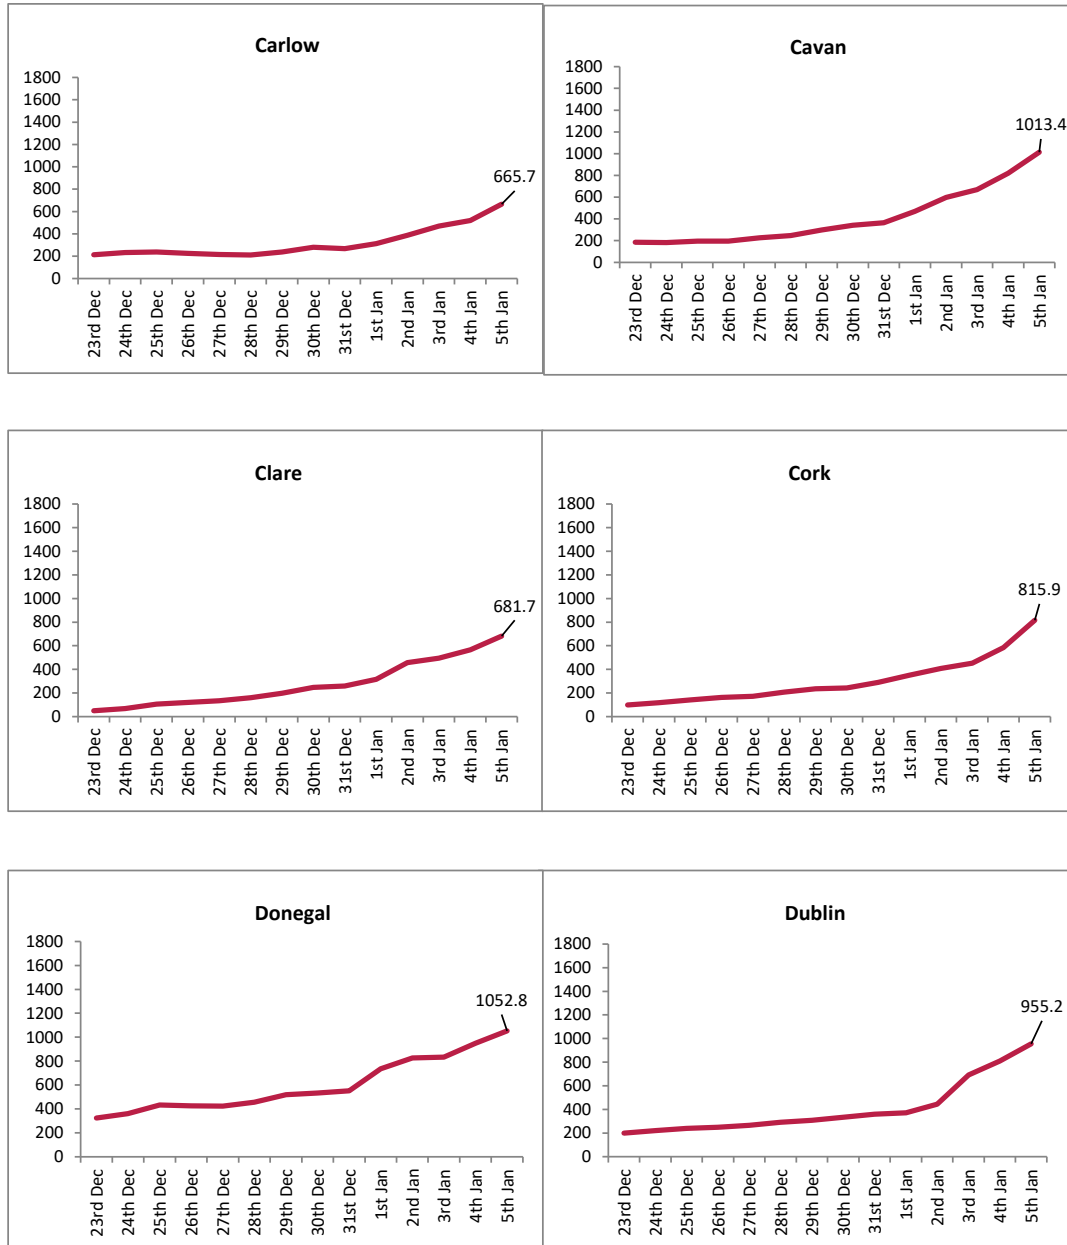 Carlow
1800
1600
1400
1200
1000
800
600
400
200
0
665.7
23rd Dec
24th Dec
25th Dec
26th Dec
27th Dec
28th Dec
29th Dec
30th Dec
31st Dec
1st Jan
2nd Jan
3rd Jan
4th Jan
5th Jan
Cavan
1800
1600
1400
1200
1000
800
600
400
200
0
1013.4
23rd Dec
24th Dec
25th Dec
26th Dec
27th Dec
28th Dec
29th Dec
30th Dec
31st Dec
1st Jan
2nd Jan
3rd Jan
4th Jan
5th Jan
Clare
1800
1600
1400
1200
1000
800
600
400
200
0
681.7
23rd Dec
24th Dec
25th Dec
26th Dec
27th Dec
28th Dec
29th Dec
30th Dec
31st Dec
1st Jan
2nd Jan
3rd Jan
4th Jan
5th Jan
Cork
1800
1600
1400
1200
1000
800
600
400
200
0
815.9
23rd Dec
24th Dec
25th Dec
26th Dec
27th Dec
28th Dec
29th Dec
30th Dec
31st Dec
1st Jan
2nd Jan
3rd Jan
4th Jan
5th Jan
Donegal
1800
1600
1400
1200
1000
800
600
400
200
0
1052.8
23rd Dec
24th Dec
25th Dec
26th Dec
27th Dec
28th Dec
29th Dec
30th Dec
31st Dec
1st Jan
2nd Jan
3rd Jan
4th Jan
5th Jan
Dublin
1800
1600
1400
1200
1000
800
600
400
200
0
955.2
23rd Dec
24th Dec
25th Dec
26th Dec
27th Dec
28th Dec
29th Dec
30th Dec
31st Dec
1st Jan
2nd Jan
3rd Jan
4th Jan
5th Jan